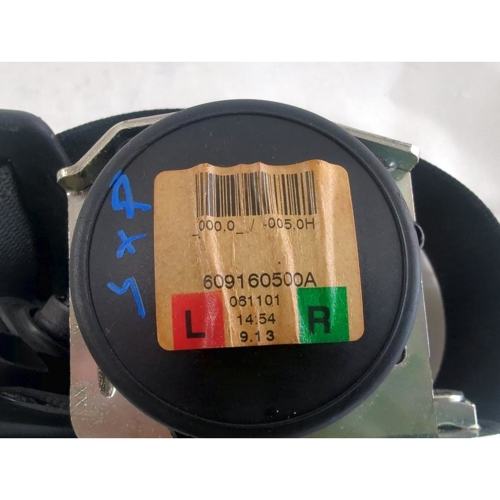 _000,0_ / -005,0H
609160500A
061101
L 14:54 R
9.13